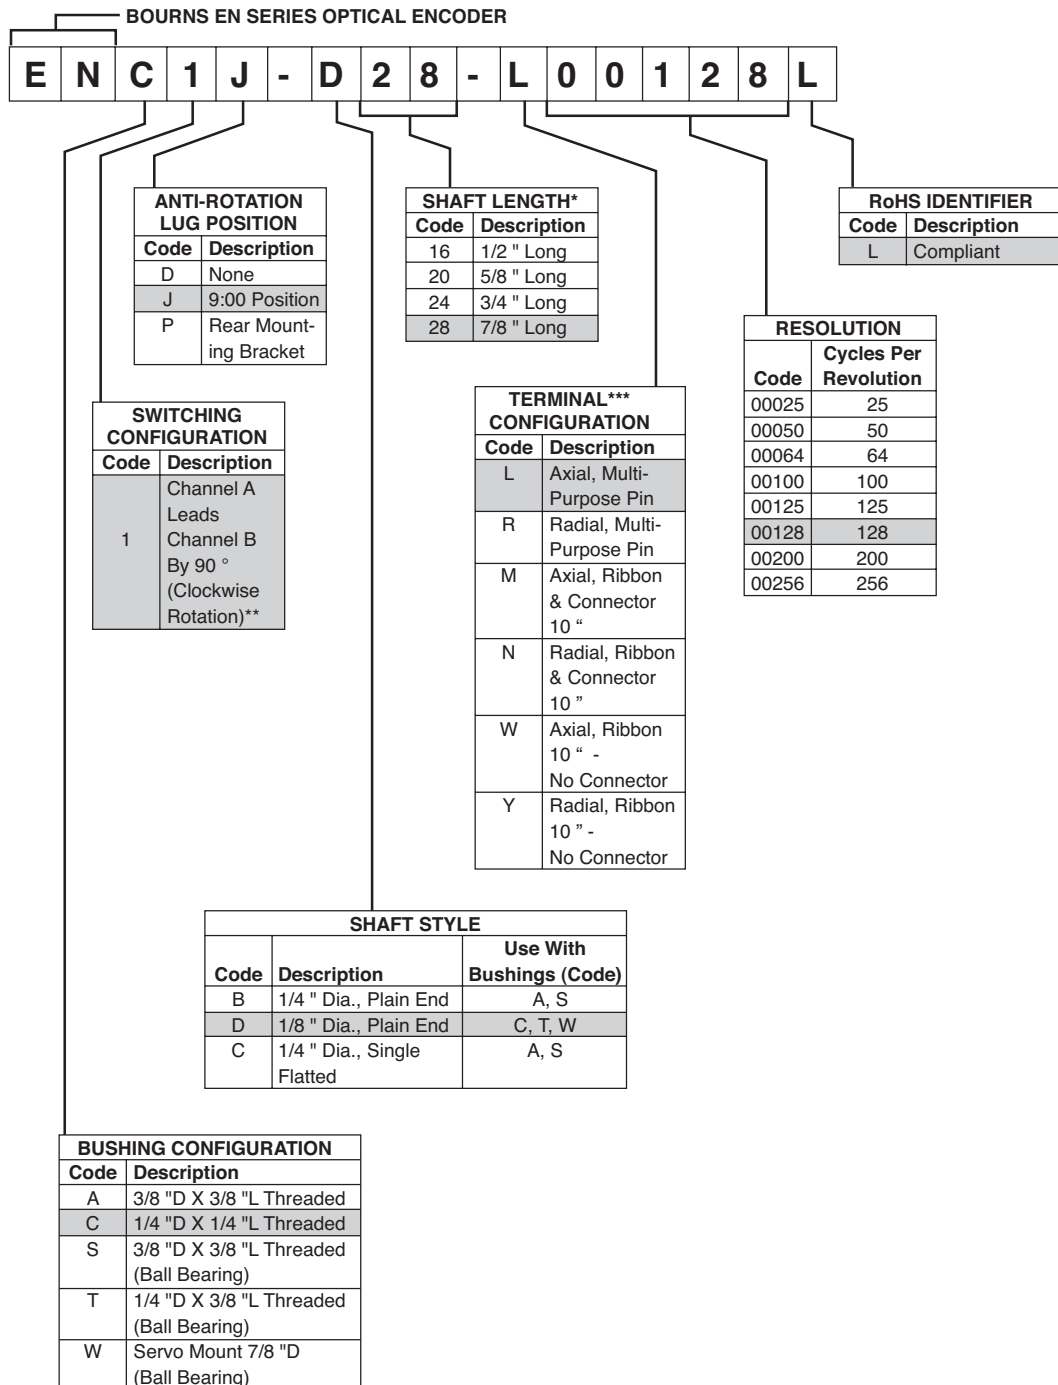 BOURNS EN SERIES OPTICAL ENCODER
E N C 1 J - D 2 8 - L 0 0 1 2 8 L
ANTI-ROTATION
LUG POSITION
Code Description
D None
J 9:00 Position
P Rear Mount-
ing Bracket
SHAFT LENGTH*
Code Description
16 1/2 " Long
20 5/8 " Long
24 3/4 " Long
28 7/8 " Long
RoHS IDENTIFIER
Code Description
L Compliant
RESOLUTION
Cycles Per
Code Revolution
00025 25
00050 50
00064 64
00100 100
00125 125
00128 128
00200 200
00256 256
SWITCHING
CONFIGURATION
Code Description
Channel A
Leads
1 Channel B
By 90 °
(Clockwise
Rotation)**
TERMINAL***
CONFIGURATION
Code Description
L Axial, Multi-
Purpose Pin
R Radial, Multi-
Purpose Pin
M Axial, Ribbon
& Connector
10 “
N Radial, Ribbon
& Connector
10 ”
W Axial, Ribbon
10 “ -
No Connector
Y Radial, Ribbon
10 ” -
No Connector
SHAFT STYLE
Use With
Code Description Bushings (Code)
B 1/4 " Dia., Plain End A, S
D 1/8 " Dia., Plain End C, T, W
C 1/4 " Dia., Single A, S
Flatted
BUSHING CONFIGURATION
Code Description
A 3/8 "D X 3/8 "L Threaded
C 1/4 "D X 1/4 "L Threaded
S 3/8 "D X 3/8 "L Threaded
(Ball Bearing)
T 1/4 "D X 3/8 "L Threaded
(Ball Bearing)
W Servo Mount 7/8 "D
(Ball Bearing)